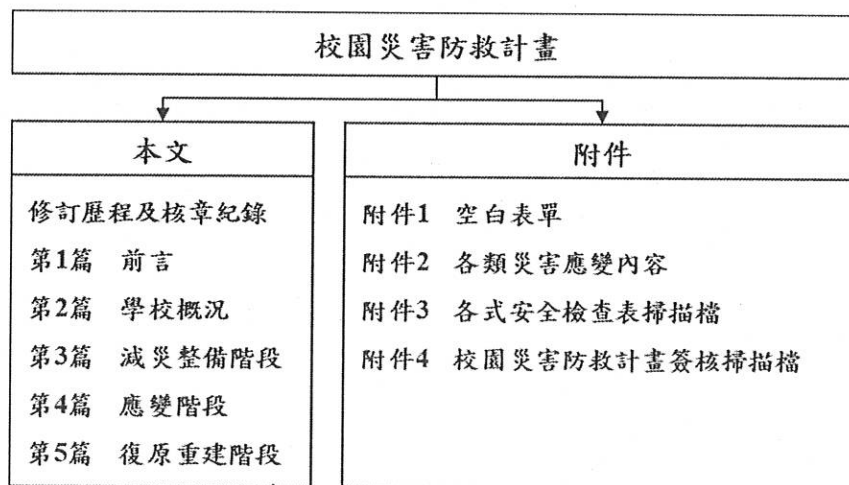 校園災害防救計畫
本文
修訂歷程及核章紀錄
第1篇 前言
第2篇 學校概況
第3篇 減災整備階段
第4篇 應變階段
第5篇 復原重建階段
附件
附件1 空白表單
附件2 各類災害應變內容
附件3 各式安全檢查表掃描檔
附件4 校園災害防救計畫簽核掃描檔